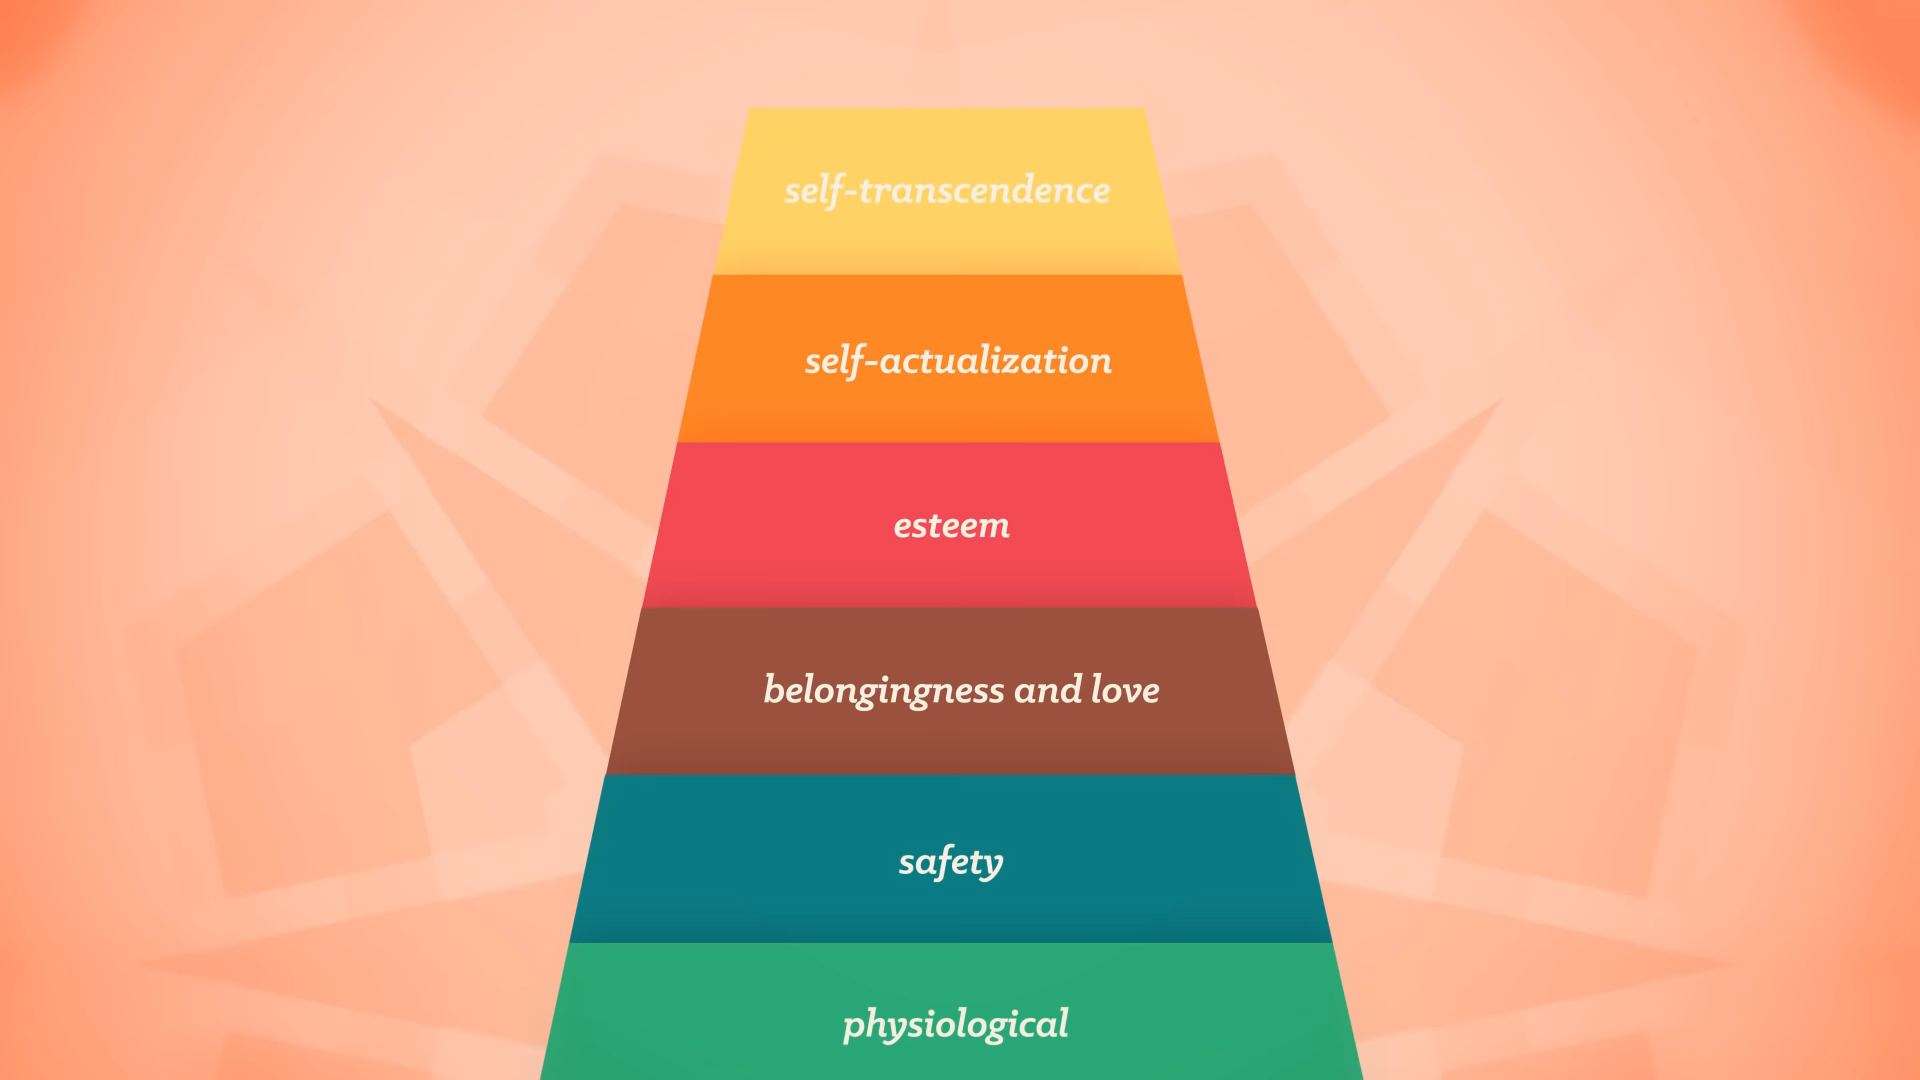 self-transcendence
self-actualization
esteem
belongingness and love
safety
physiological